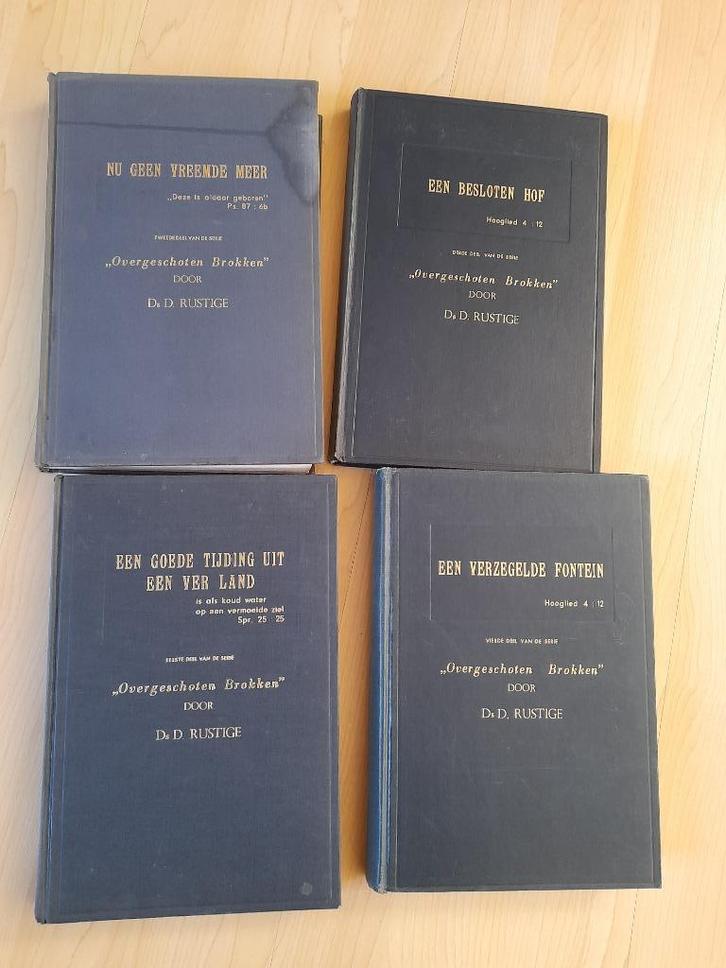 NU GEEN VREEMDE MEER
„Deze is aldaar geboren"
Ps. 87 : 6b
TWEEDE DEEL VAN DE SERIE
„Overgeschoten Brokken"
DOOR
Ds D. RUSTIGE
EEN BESLOTEN HOF
Hooglied 4 : 12
DERDE DEEL VAN DE SERIE
„Overgeschoten Brokken"
DOOR
Ds D. RUSTIGE
EEN GOEDE TIJDING UIT
EEN VER LAND
is als koud water
op een vermoeide ziel
Spr. 25 : 25
EERSTE DEEL VAN DE SERIE
„Overgeschoten Brokken"
DOOR
Ds D. RUSTIGE
EEN VERZEGELDE FONTEIN
Hooglied 4 : 12
VIERDE DEEL VAN DE SERIE
„Overgeschoten Brokken"
DOOR
Ds D. RUSTIGE